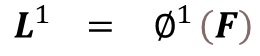 L¹ = ∅¹ (F)